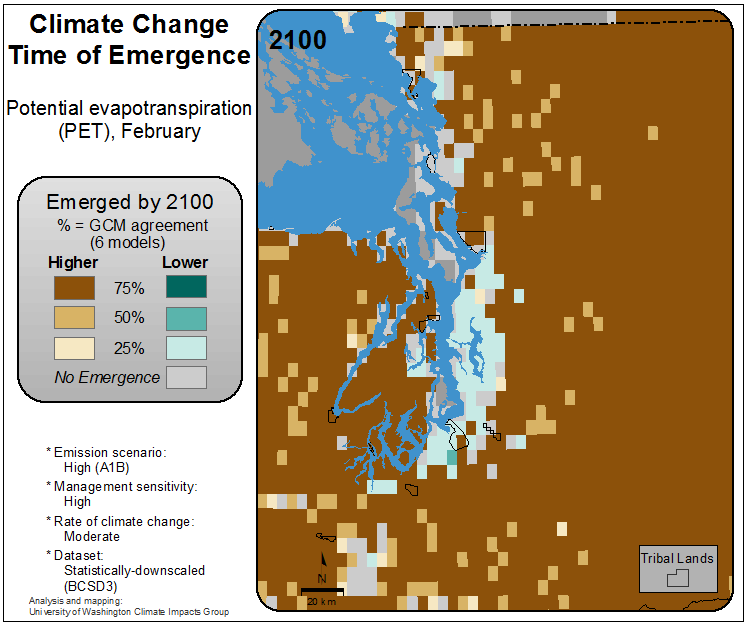 Climate Change
Time of Emergence
Potential evapotranspiration
(PET), February
Emerged by 2100
% = GCM agreement
(6 models)
Higher Lower
75%
50%
25%
No Emergence
* Emission scenario:
High (A1B)
* Management sensitivity:
High
* Rate of climate change:
Moderate
* Dataset:
Statistically-downscaled
(BCSD3)
Analysis and mapping:
University of Washington Climate Impacts Group
2100
N
20 km
Tribal Lands